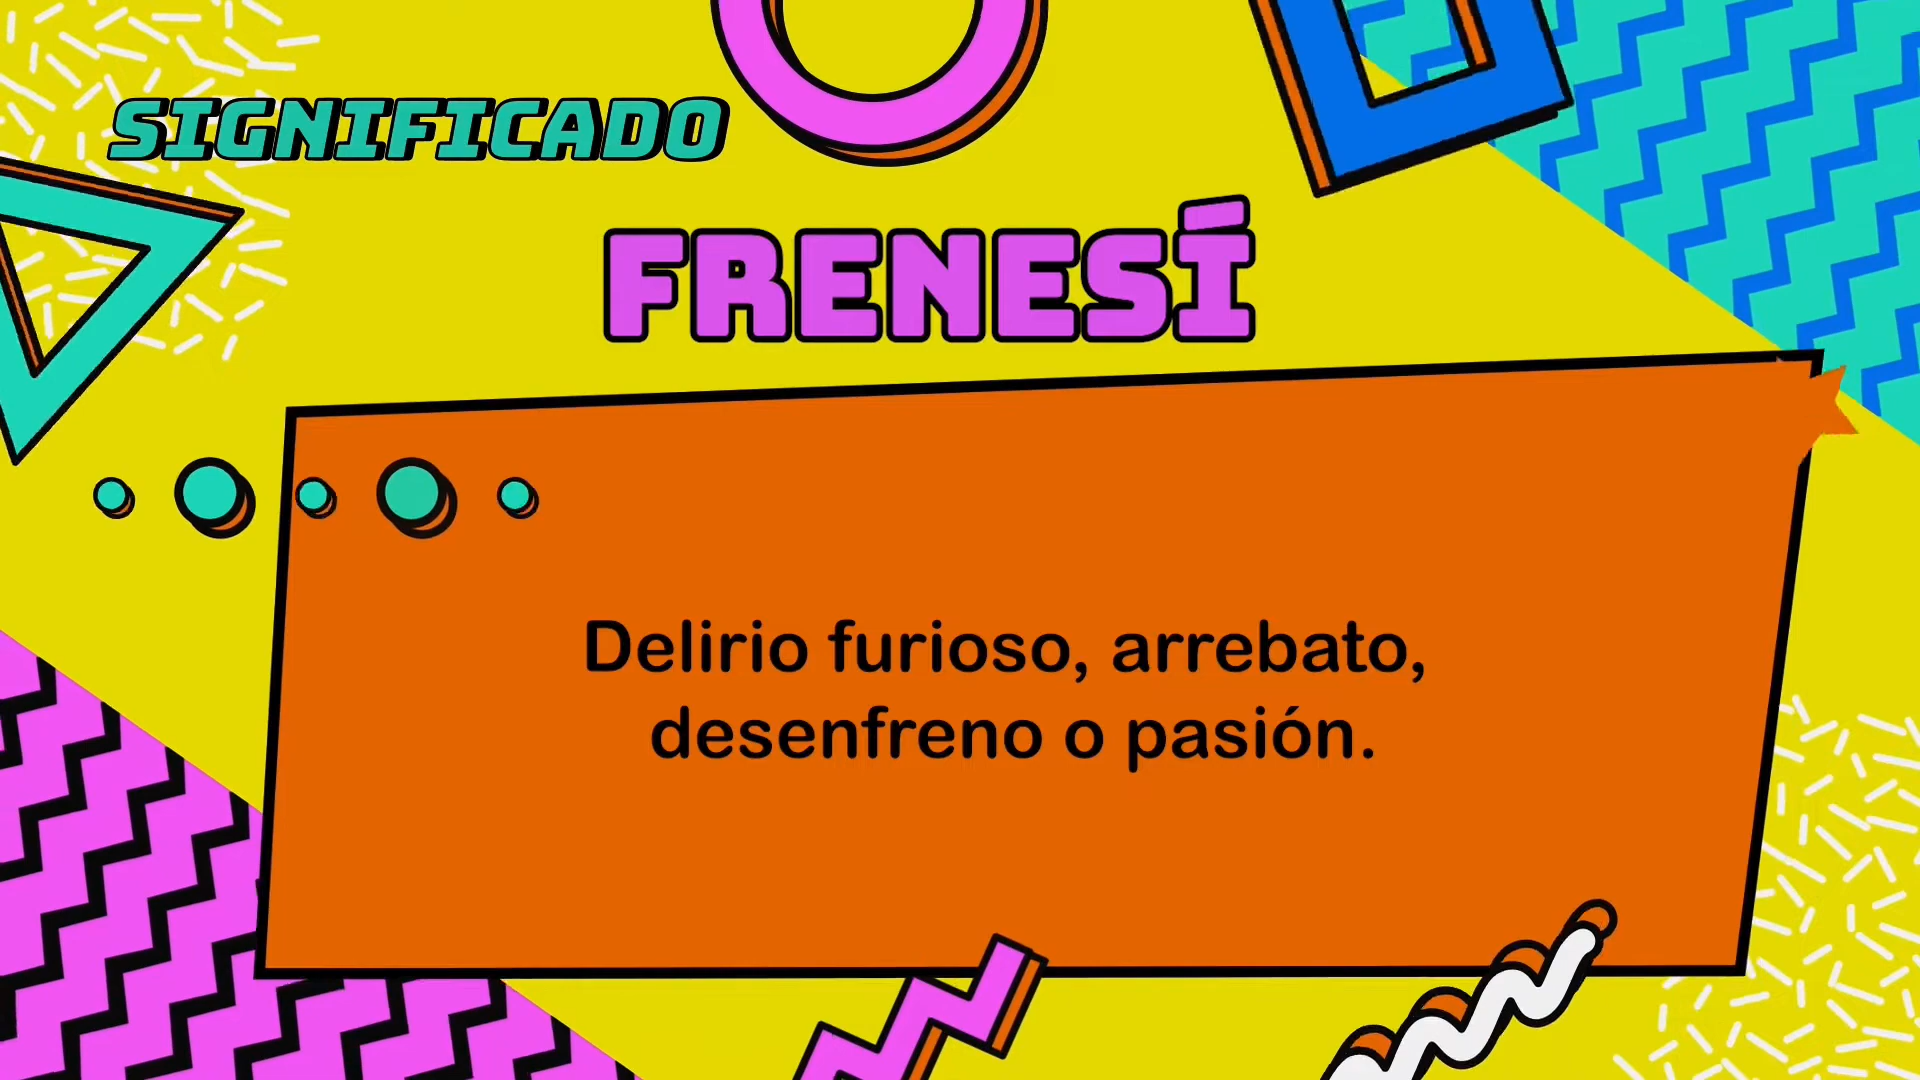 SIGNIFICADO
FRENESÍ
Delirio furioso, arrebato,
desenfreno o pasión.